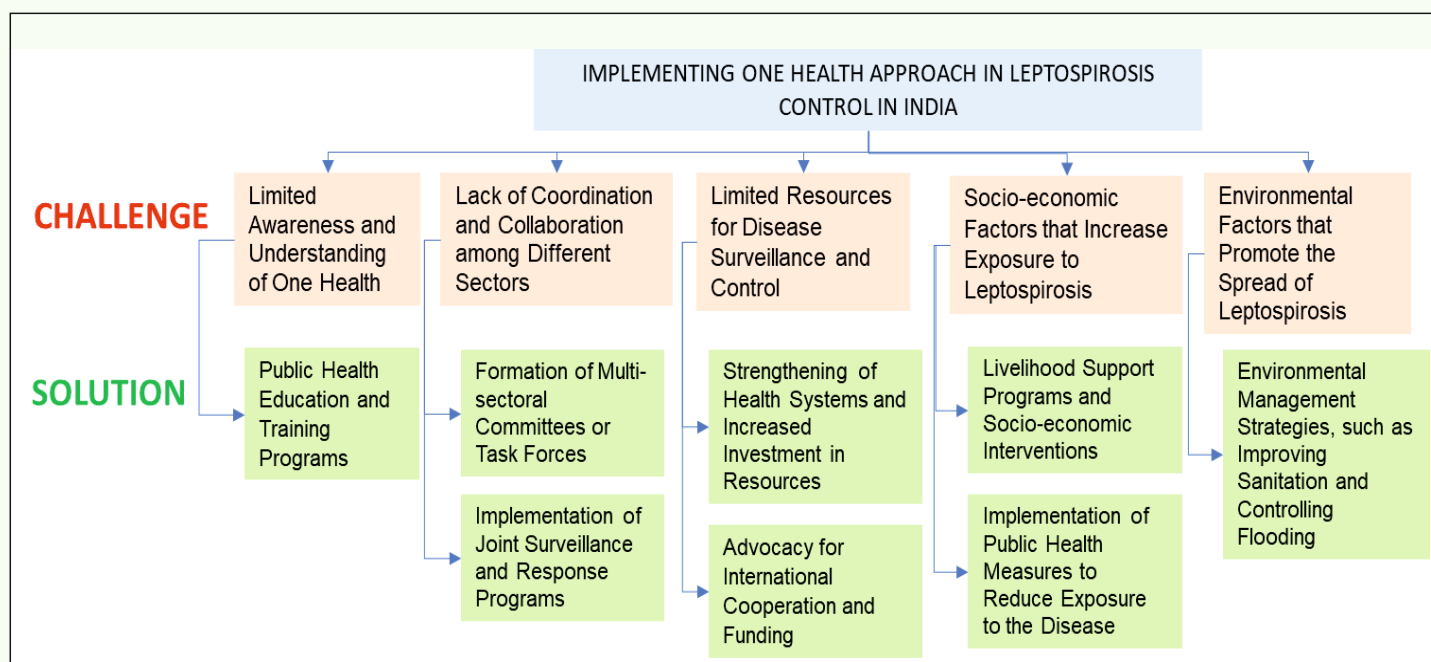 IMPLEMENTING ONE HEALTH APPROACH IN LEPTOSPIROSIS
CONTROL IN INDIA
CHALLENGE
Limited
Awareness and
Understanding
of One Health
Lack of Coordination
and Collaboration
among Different
Sectors
Limited Resources
for Disease
Surveillance and
Control
Socio-economic
Factors that Increase
Exposure to
Leptospirosis
Environmental
Factors that
Promote the
Spread of
Leptospirosis
SOLUTION
Public Health
Education and
Training
Programs
Formation of Multi-
sectoral
Committees or
Task Forces
Strengthening of
Health Systems and
Increased
Investment in
Resources
Livelihood Support
Programs and
Socio-economic
Interventions
Environmental
Management
Strategies, such as
Improving
Sanitation and
Controlling
Flooding
Implementation of
Joint Surveillance
and Response
Programs
Advocacy for
International
Cooperation and
Funding
Implementation of
Public Health
Measures to
Reduce Exposure
to the Disease